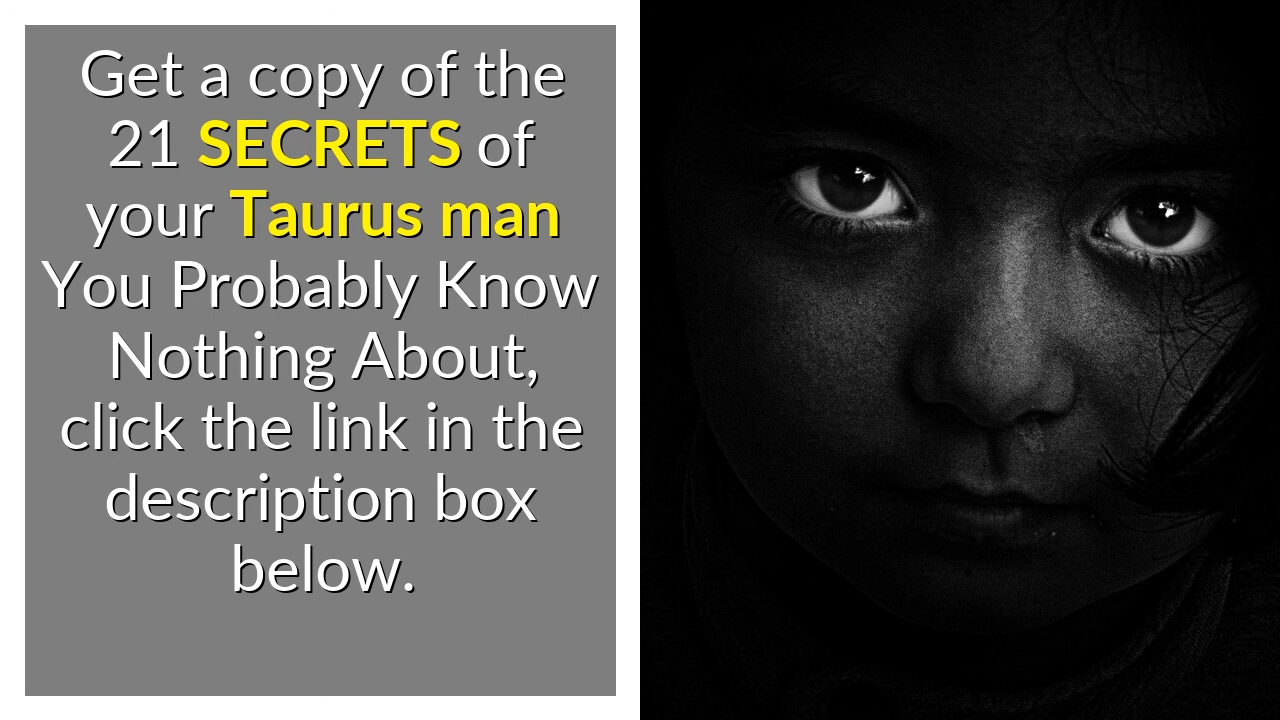 Get a copy of the
21 SECRETS of
your Taurus man
You Probably Know
Nothing About,
click the link in the
description box
below.